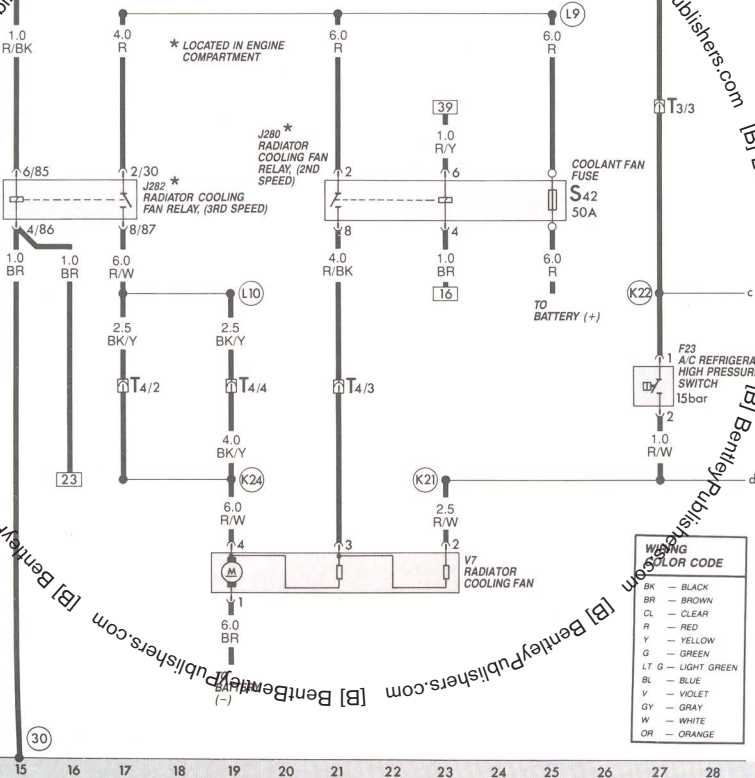 L9
1.0
R/BK
4.0
R
6.0
R
6.0
R
* LOCATED IN ENGINE
COMPARTMENT
ublishers.com [B]
T3/3
39
1.0
R/Y
J280 *
RADIATOR
COOLING FAN
RELAY, (2ND
SPEED)
COOLANT FAN
FUSE
S42
50A
6/85
2/30
2
6
J282 *
RADIATOR COOLING
FAN RELAY, (3RD SPEED)
4/86
8/87
8
4
1.0
BR
1.0
BR
6.0
R/W
4.0
R/BK
1.0
BR
6.0
R
L10
16
TO
BATTERY (+)
K22
c
2.5
BK/Y
2.5
BK/Y
1
F23
A/C REFRIGERA
HIGH PRESSUR
SWITCH
15bar
T4/2
T4/4
T4/3
2
4.0
BK/Y
1.0
R/W
23
K24
K21
d
6.0
R/W
2.5
R/W
4
3
2
M
V7
RADIATOR
COOLING FAN
1
6.0
BR
BATTERY
(-)
[B] BentleyPublishers.com
[B] BentleyPublishers.com
[B] BentleyPublishers.com
WIRING
COLOR CODE
BK — BLACK
BR — BROWN
CL — CLEAR
R — RED
Y — YELLOW
G — GREEN
LT G — LIGHT GREEN
BL — BLUE
V — VIOLET
GY — GRAY
W — WHITE
OR — ORANGE
30
15 16 17 18 19 20 21 22 23 24 25 26 27 28